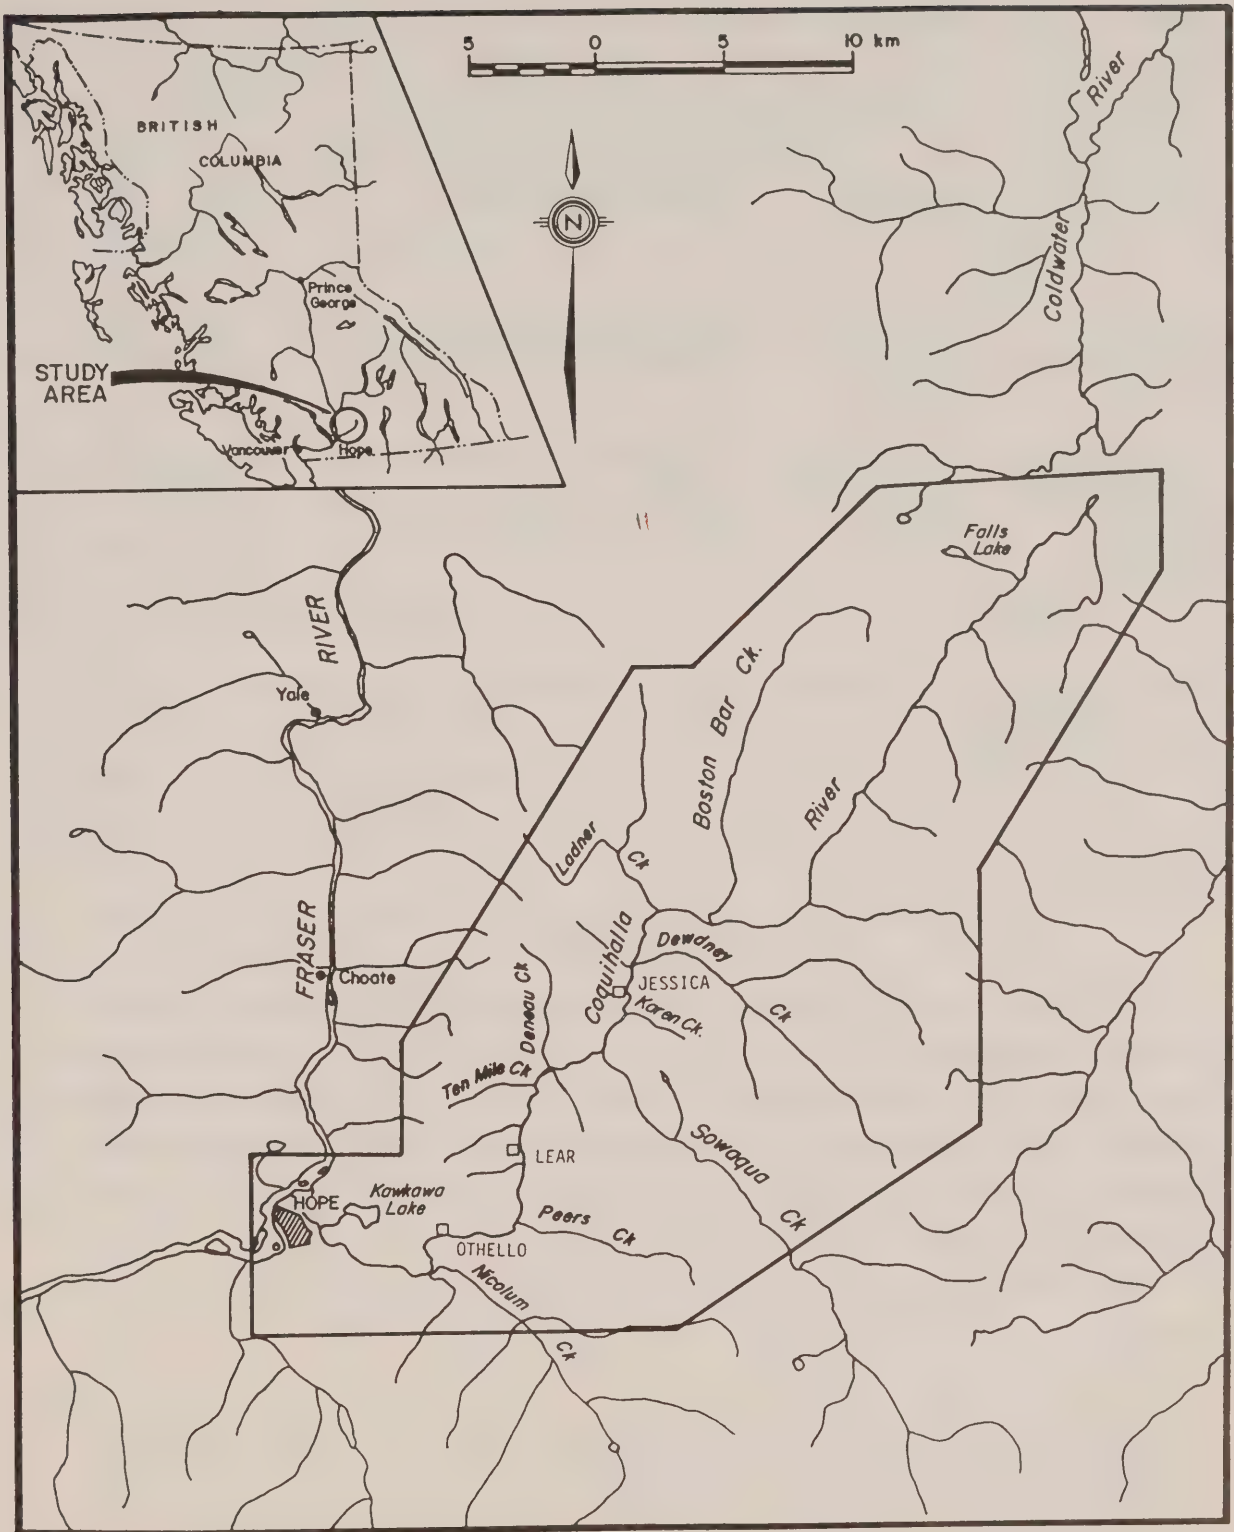 5 0 5 10 km
BRITISH
COLUMBIA
Prince
George
STUDY
AREA
Vancouver
Hope
N
River
Coldwater
Falls
Lake
RIVER
Yale
Boston Bar Ck.
River
Ladner Ck
FRASER
Choate
Coquihalla
Dewdney Ck
JESSICA
Karen Ck.
Deneau Ck
Ten Mile Ck
LEAR
Sowaqua Ck
HOPE
Kawkawa
Lake
Peers Ck
OTHELLO
Nicolum Ck